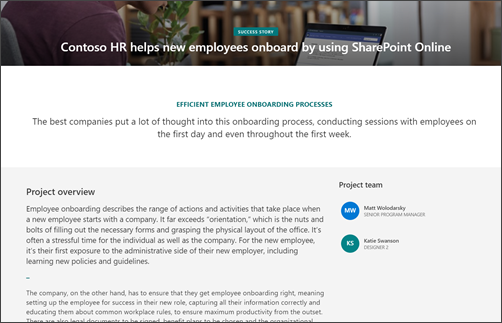 SUCCESS STORY
Contoso HR helps new employees onboard by using SharePoint Online
EFFICIENT EMPLOYEE ONBOARDING PROCESSES
The best companies put a lot of thought into this onboarding process, conducting sessions with employees on
the first day and even throughout the first week.
Project overview
Employee onboarding describes the range of actions and activities that take place
when a new employee starts with a company. It far exceeds "orientation," which is the nuts and
bolts of filling out the necessary forms and grasping the physical layout of the office. It's
often a stressful time for the individual as well as the company. For the new employee,
it's their first exposure to the administrative side of their new employer, including
learning new policies and guidelines.
The company, on the other hand, has to ensure that they get employee onboarding right, meaning
setting up the employee for success in their new role, capturing all their information correctly and
educating them about common workplace rules, to ensure maximum productivity from the outset.
There are also legal documents to be signed, benefit plans to be chosen and the organizational
Project team
MW
Matt Wolodarsky
SENIOR PROGRAM MANAGER
KS
Katie Swanson
DESIGNER 2